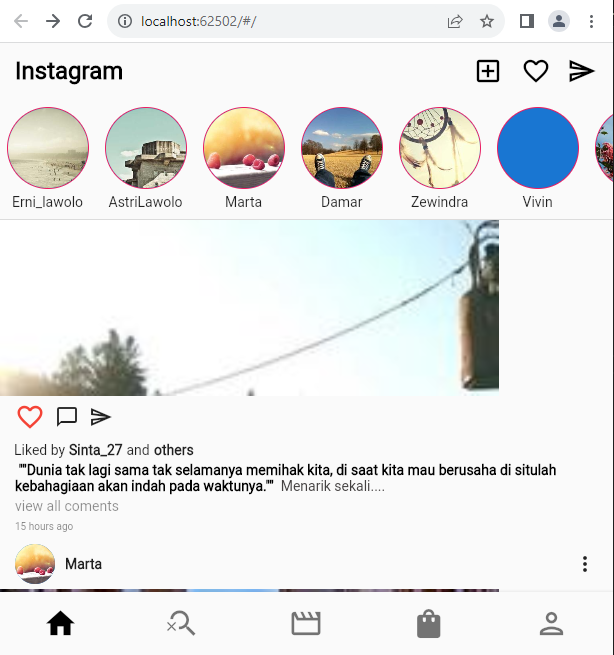 localhost:62502/#/
Instagram
Erni_lawolo
AstriLawolo
Marta
Damar
Zewindra
Vivin
Liked by Sinta_27 and others
""Dunia tak lagi sama tak selamanya memihak kita, di saat kita mau berusaha di situlah
kebahagiaan akan indah pada waktunya."" Menarik sekali....
view all coments
15 hours ago
Marta